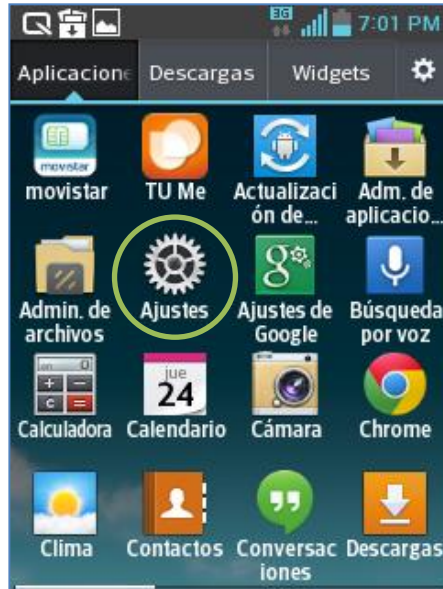 3G 7:01 PM
Aplicacione Descargas Widgets
movistar
movistar TU Me Actualizaci Adm. de
ón de... aplicacio...
8
Admin. de Ajustes Ajustes de Búsqueda
archivos Google por voz
on 0
+ −
c =
jue
24
Calculadora Calendario Cámara Chrome
Clima Contactos Conversac Descargas
iones